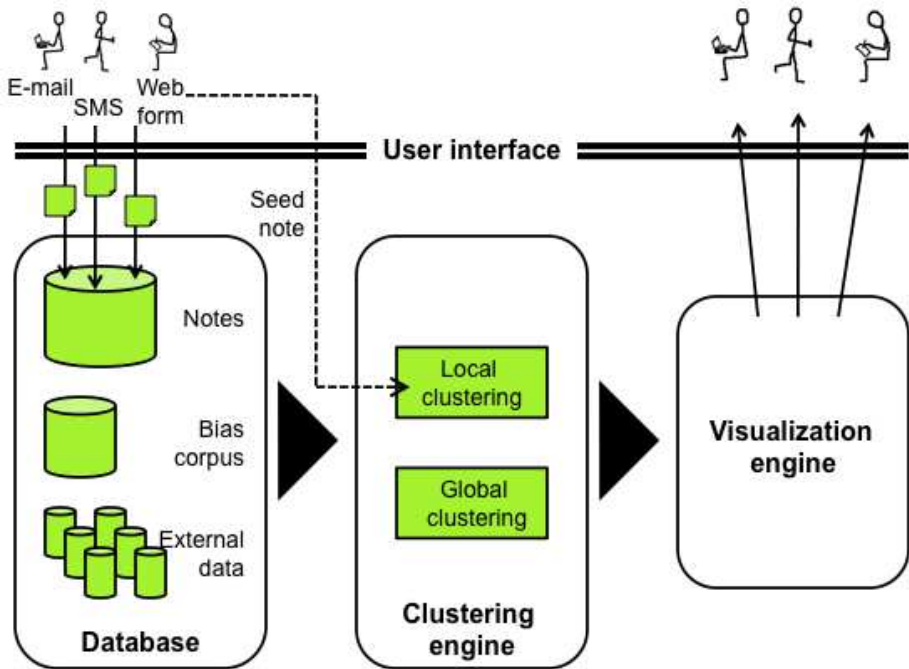 E-mail
SMS
Web
form
User interface
Seed
note
Notes
Bias
corpus
External
data
Database
Local
clustering
Global
clustering
Clustering
engine
Visualization
engine